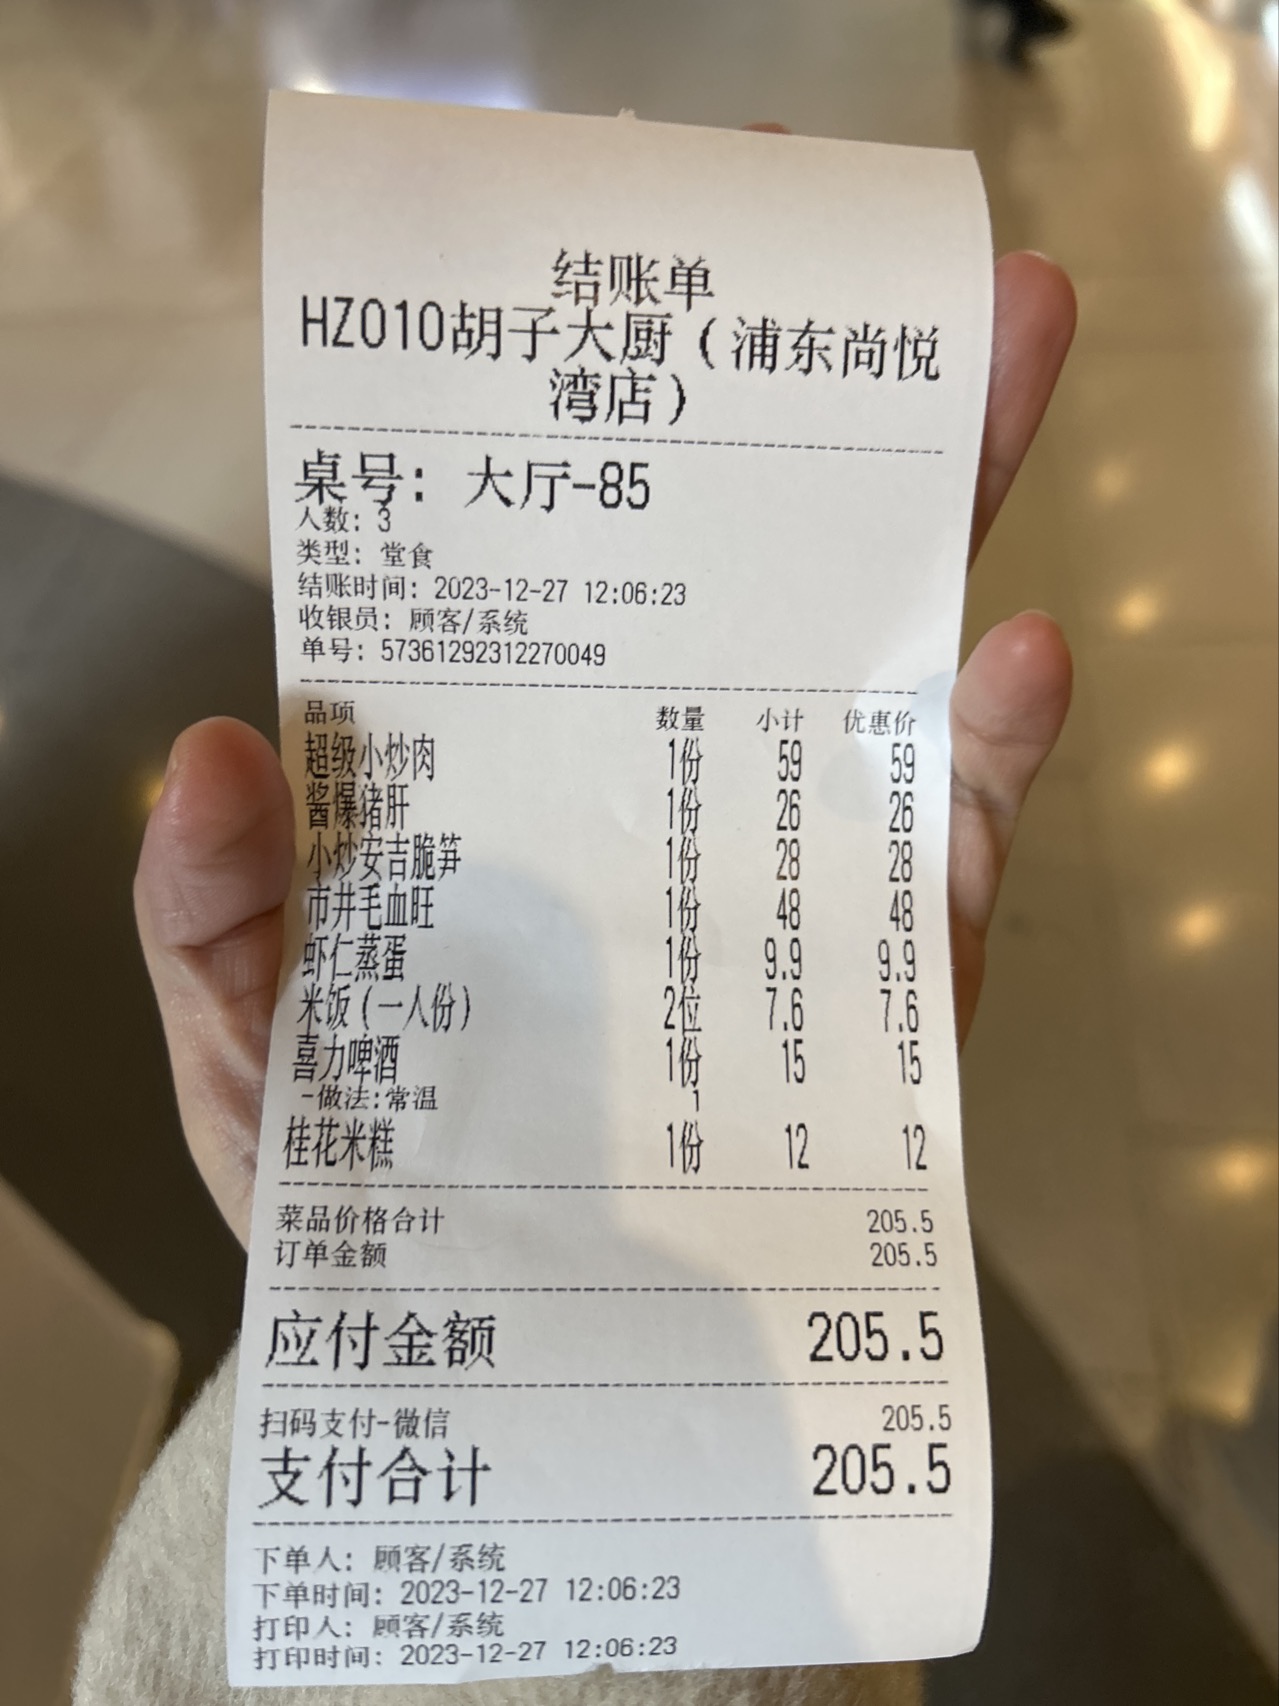 结账单
HZ010胡子大厨(浦东尚悦
湾店)
桌号: 大厅-85
人数: 3
类型: 堂食
结账时间: 2023-12-27 12:06:23
收银员: 顾客/系统
单号: 57361292312270049
品项 数量 小计 优惠价
超级小炒肉 1份 59 59
酱爆猪肝 1份 26 26
小炒安吉脆笋 1份 28 28
市井毛血旺 1份 48 48
虾仁蒸蛋 1份 9.9 9.9
米饭(一人份) 2位 7.6 7.6
喜力啤酒 1份 15 15
-做法:常温 1
桂花米糕 1份 12 12
菜品价格合计 205.5
订单金额 205.5
应付金额 205.5
扫码支付-微信 205.5
支付合计 205.5
下单人: 顾客/系统
下单时间: 2023-12-27 12:06:23
打印人: 顾客/系统
打印时间: 2023-12-27 12:06:23